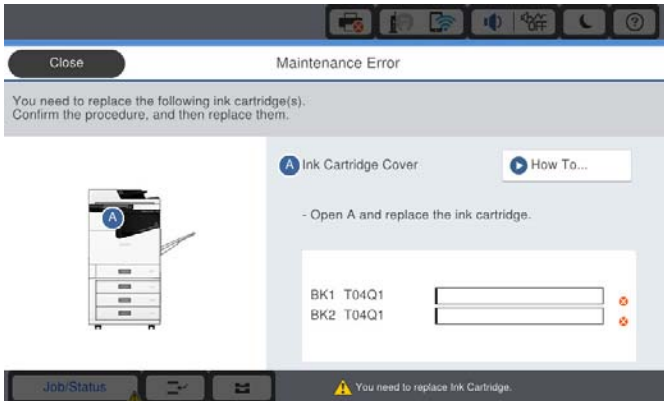 Close
Maintenance Error
You need to replace the following ink cartridge(s).
Confirm the procedure, and then replace them.
A
A Ink Cartridge Cover
How To...
- Open A and replace the ink cartridge.
BK1 T04Q1
BK2 T04Q1
Job/Status
You need to replace Ink Cartridge.